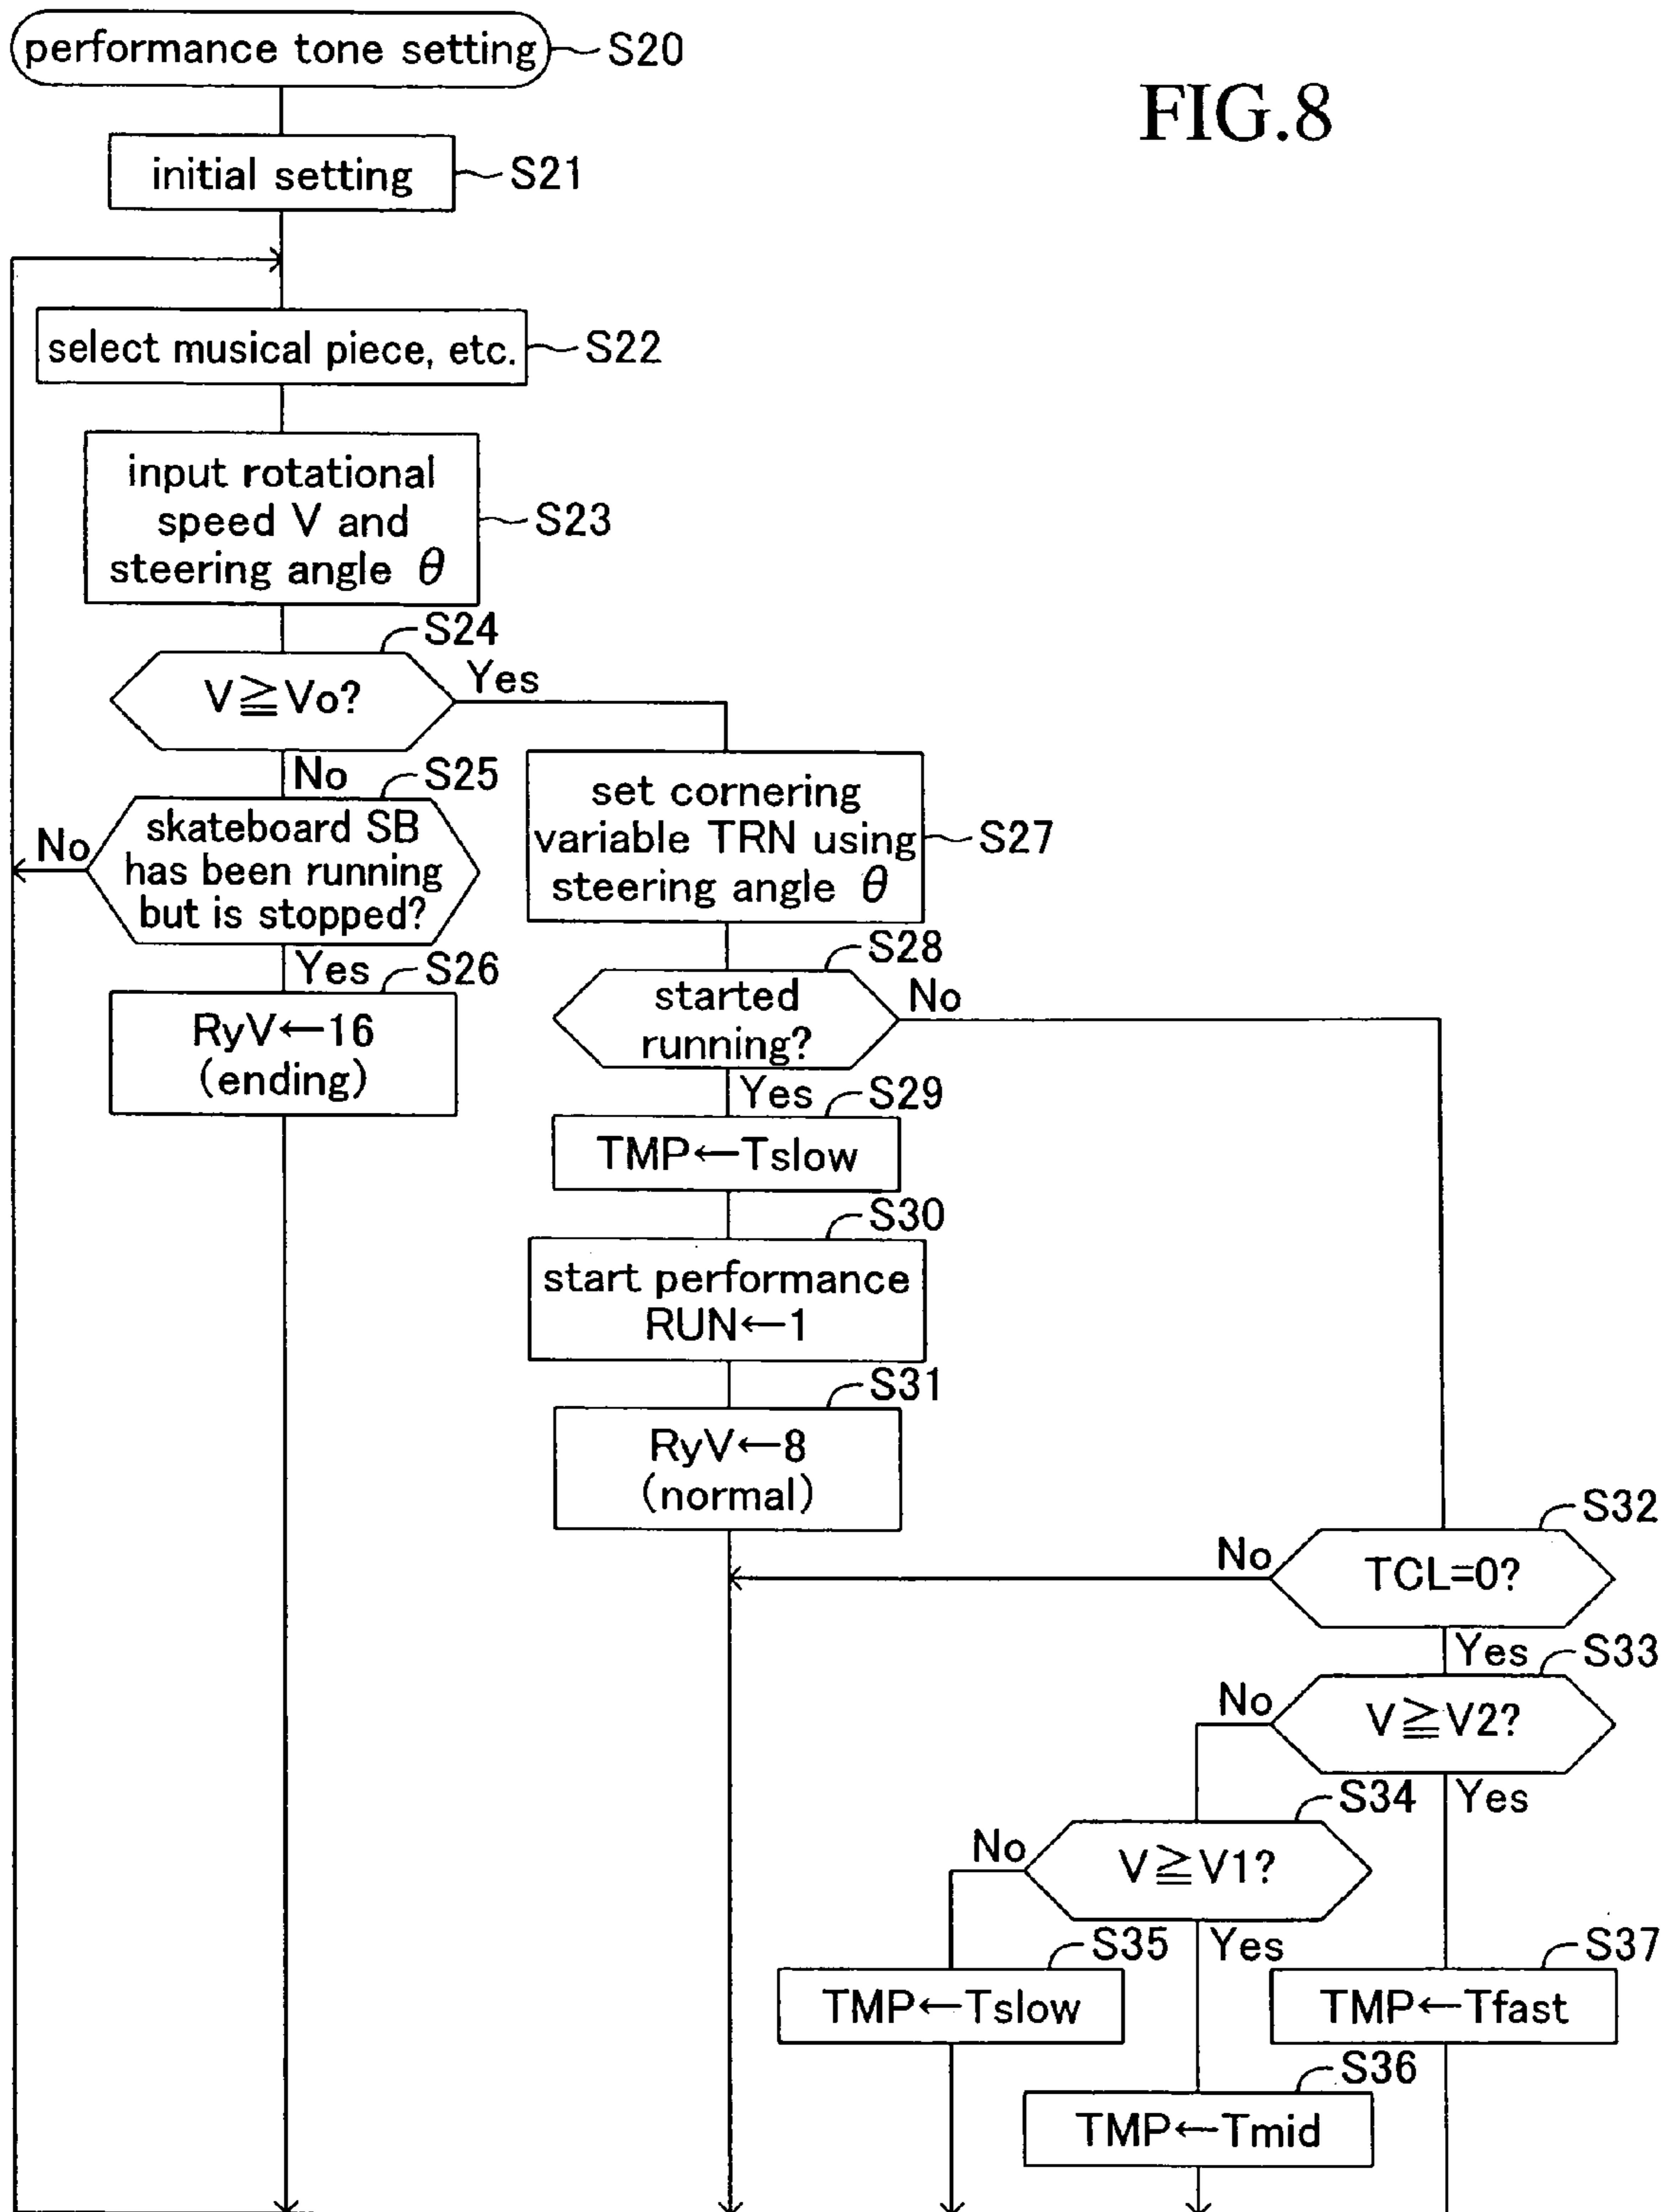 FIG.8
performance tone setting
S20
initial setting
S21
select musical piece, etc.
S22
input rotational
speed V and
steering angle θ
S23
S24
V≧Vo?
Yes
No
S25
skateboard SB
has been running
but is stopped?
No
Yes
S26
RyV←16
(ending)
set cornering
variable TRN using
steering angle θ
S27
S28
started
running?
No
Yes
S29
TMP←Tslow
S30
start performance
RUN←1
S31
RyV←8
(normal)
S32
TCL=0?
No
Yes
S33
V≧V2?
No
Yes
S34
V≧V1?
No
Yes
S35
TMP←Tslow
S36
TMP←Tmid
S37
TMP←Tfast